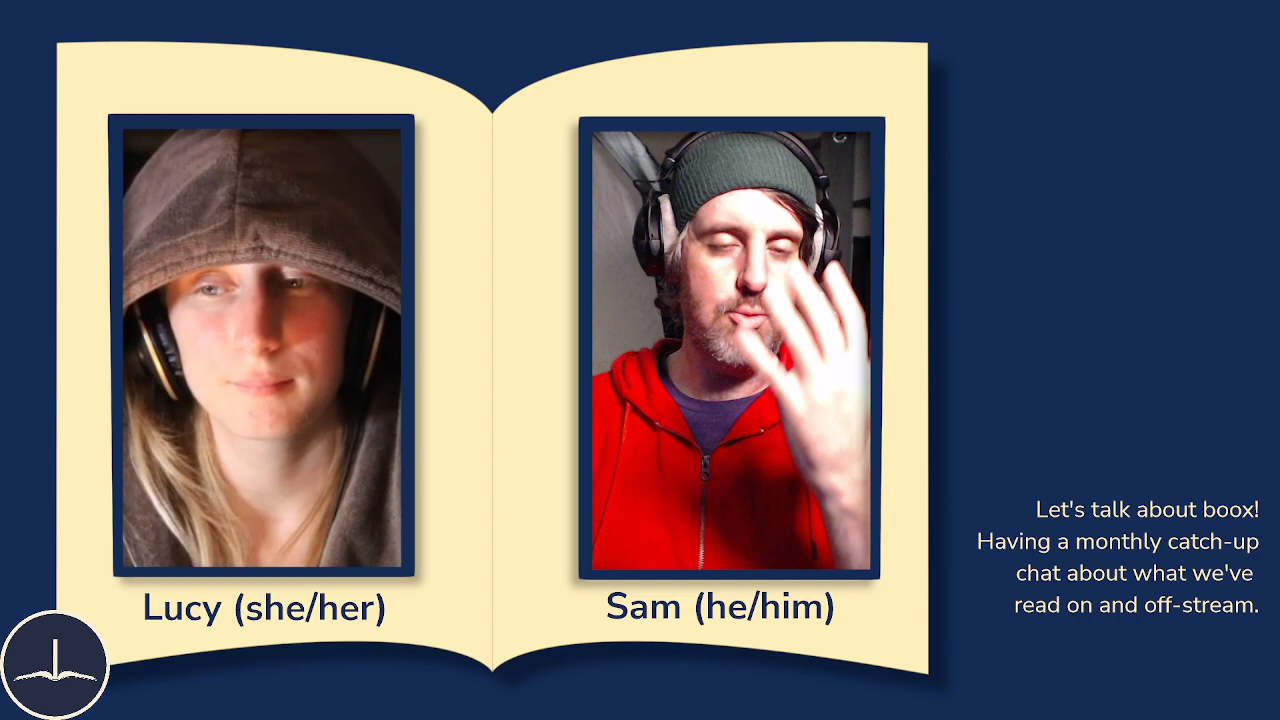 Lucy (she/her)
Sam (he/him)
Let's talk about boox!
Having a monthly catch-up
chat about what we've
read on and off-stream.